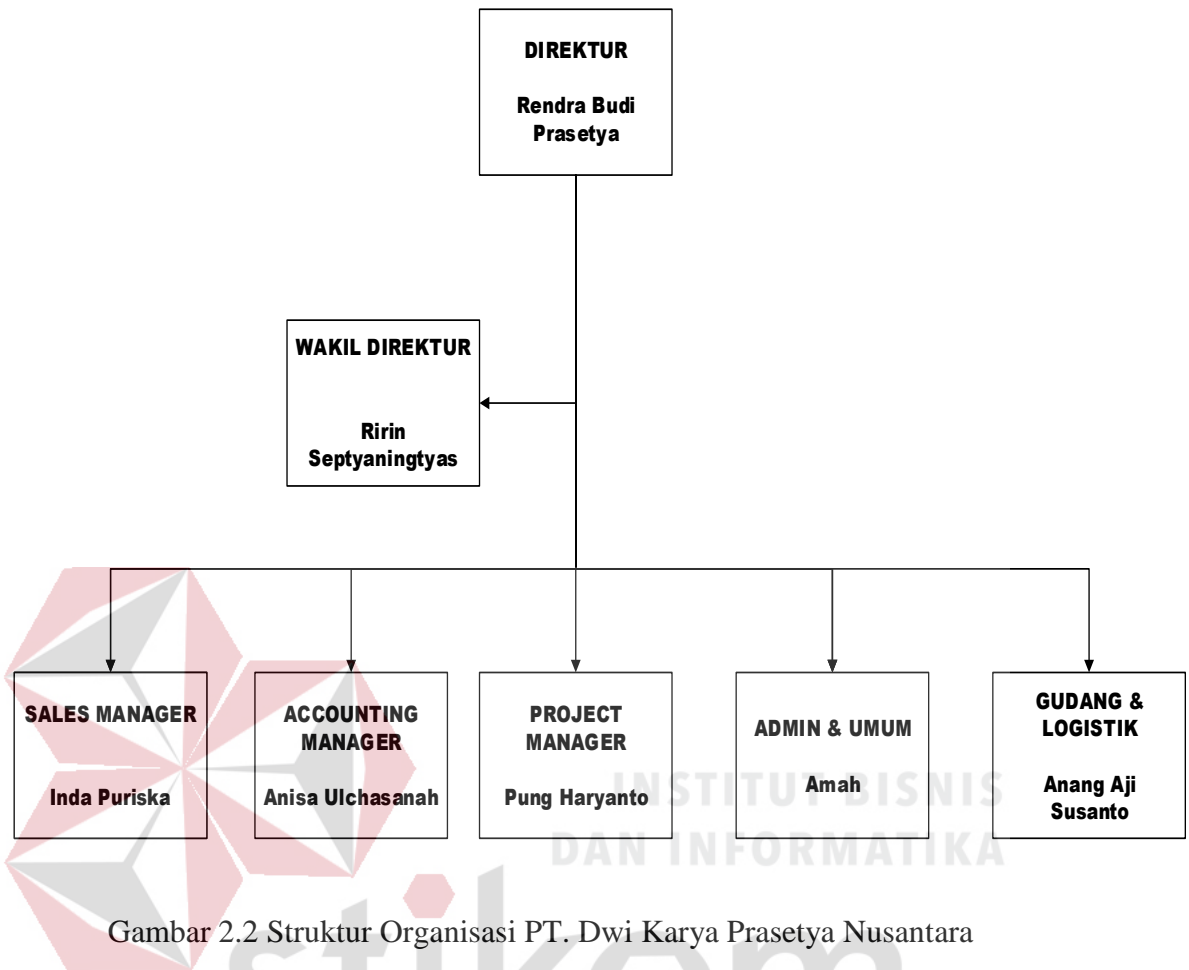 DIREKTUR
Rendra Budi
Prasetya
WAKIL DIREKTUR
Ririn
Septyaningtyas
SALES MANAGER
Inda Puriska
ACCOUNTING
MANAGER
Anisa Ulchasanah
PROJECT
MANAGER
Pung Haryanto
ADMIN & UMUM
Amah
GUDANG &
LOGISTIK
Anang Aji
Susanto
INSTITUT BISNIS
DAN INFORMATIKA
stikom
Gambar 2.2 Struktur Organisasi PT. Dwi Karya Prasetya Nusantara